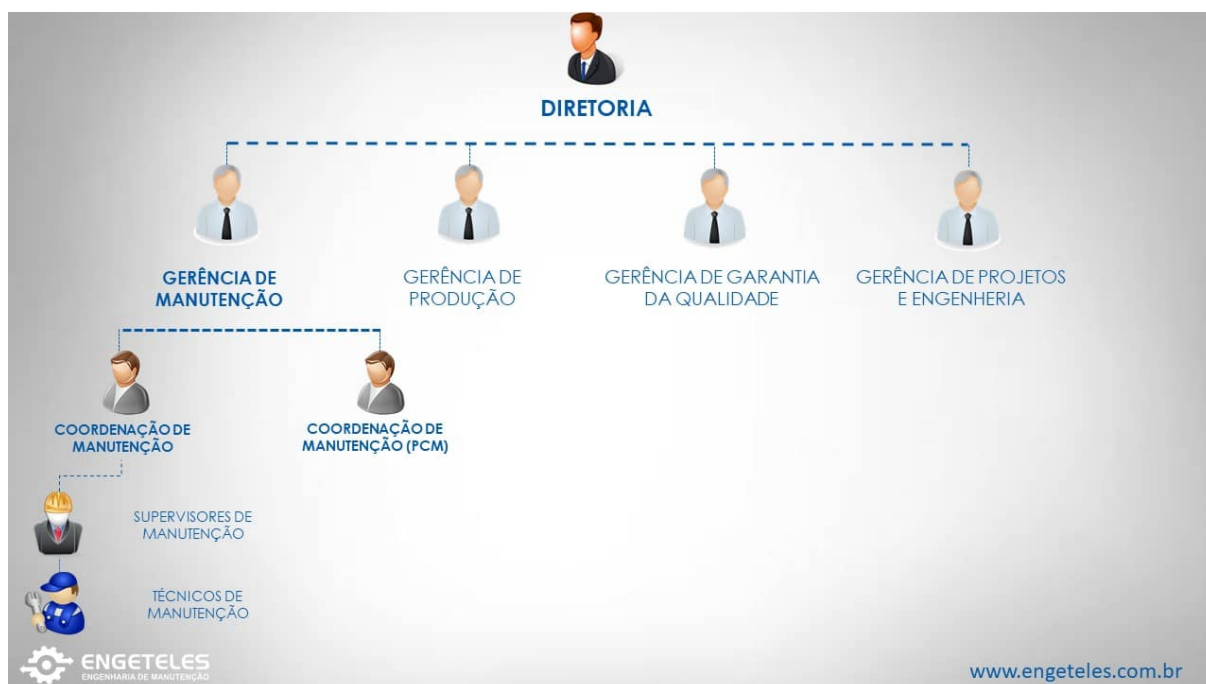 DIRETORIA
GERÊNCIA DE
MANUTENÇÃO
GERÊNCIA DE
PRODUÇÃO
GERÊNCIA DE GARANTIA
DA QUALIDADE
GERÊNCIA DE PROJETOS
E ENGENHERIA
COORDENAÇÃO DE
MANUTENÇÃO
COORDENAÇÃO DE
MANUTENÇÃO (PCM)
SUPERVISORES DE
MANUTENÇÃO
TÉCNICOS DE
MANUTENÇÃO
ENGETELES
ENGENHARIA DE MANUTENÇÃO
www.engeteles.com.br